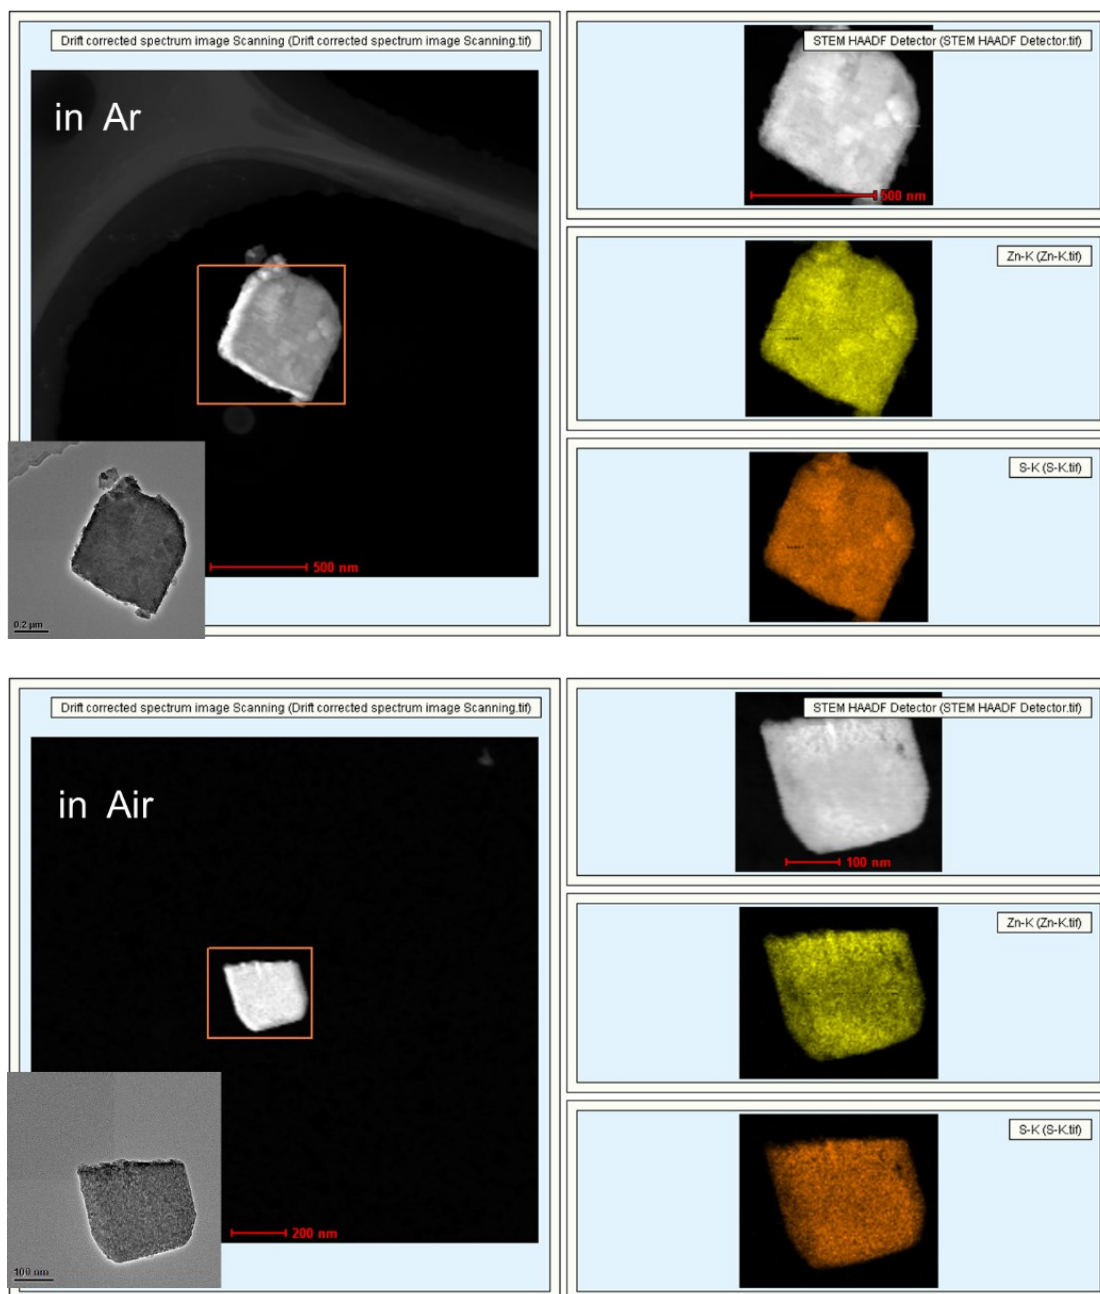 Drift corrected spectrum image Scanning (Drift corrected spectrum image Scanning.tif)
in Ar
500 nm
0.2 µm
STEM HAADF Detector (STEM HAADF Detector.tif)
500 nm
Zn-K (Zn-K.tif)
S-K (S-K.tif)
Drift corrected spectrum image Scanning (Drift corrected spectrum image Scanning.tif)
in Air
200 nm
100 nm
STEM HAADF Detector (STEM HAADF Detector.tif)
100 nm
Zn-K (Zn-K.tif)
S-K (S-K.tif)